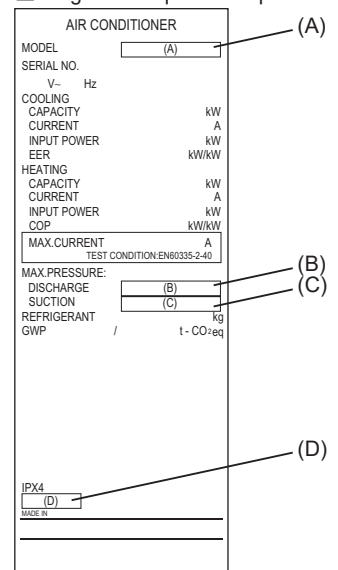 AIR CONDITIONER
MODEL (A) (A)
SERIAL NO.
V~ Hz
COOLING
CAPACITY kW
CURRENT A
INPUT POWER kW
EER kW/kW
HEATING
CAPACITY kW
CURRENT A
INPUT POWER kW
COP kW/kW
MAX.CURRENT A
TEST CONDITION:EN60335-2-40
MAX.PRESSURE:
DISCHARGE (B) (B)
SUCTION (C) (C)
REFRIGERANT kg
GWP / t - CO2eq
IPX4
(D) (D)
MADE IN